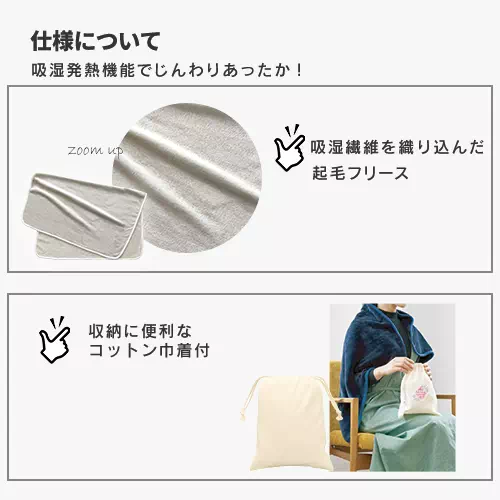 仕様について
吸湿発熱機能でじんわりあったか！
zoom up
吸湿繊維を織り込んだ
起毛フリース
収納に便利な
コットン巾着付